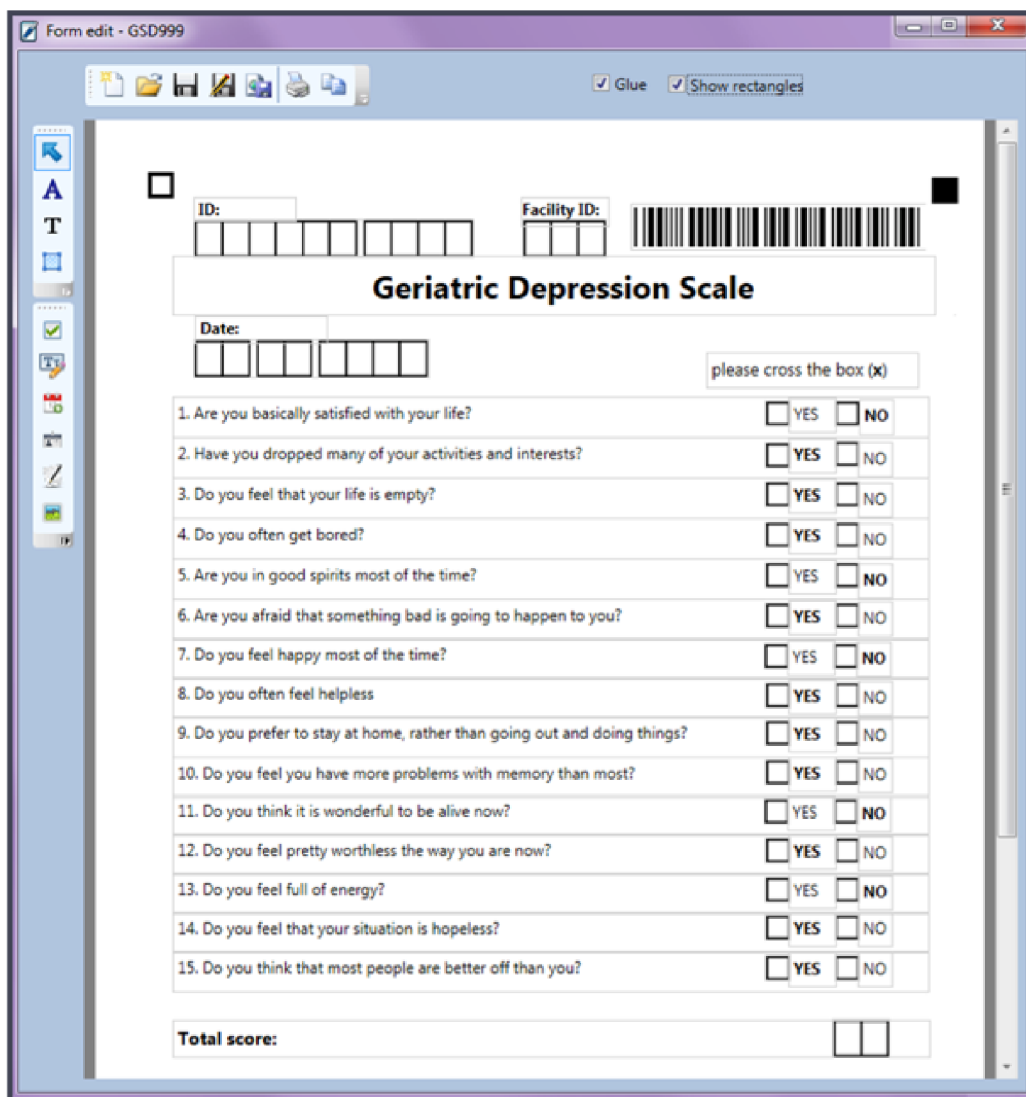 Form edit - GSD999
Glue Show rectangles
ID: Facility ID:
Geriatric Depression Scale
Date:
please cross the box (x)
1. Are you basically satisfied with your life? YES NO
2. Have you dropped many of your activities and interests? YES NO
3. Do you feel that your life is empty? YES NO
4. Do you often get bored? YES NO
5. Are you in good spirits most of the time? YES NO
6. Are you afraid that something bad is going to happen to you? YES NO
7. Do you feel happy most of the time? YES NO
8. Do you often feel helpless YES NO
9. Do you prefer to stay at home, rather than going out and doing things? YES NO
10. Do you feel you have more problems with memory than most? YES NO
11. Do you think it is wonderful to be alive now? YES NO
12. Do you feel pretty worthless the way you are now? YES NO
13. Do you feel full of energy? YES NO
14. Do you feel that your situation is hopeless? YES NO
15. Do you think that most people are better off than you? YES NO
Total score: